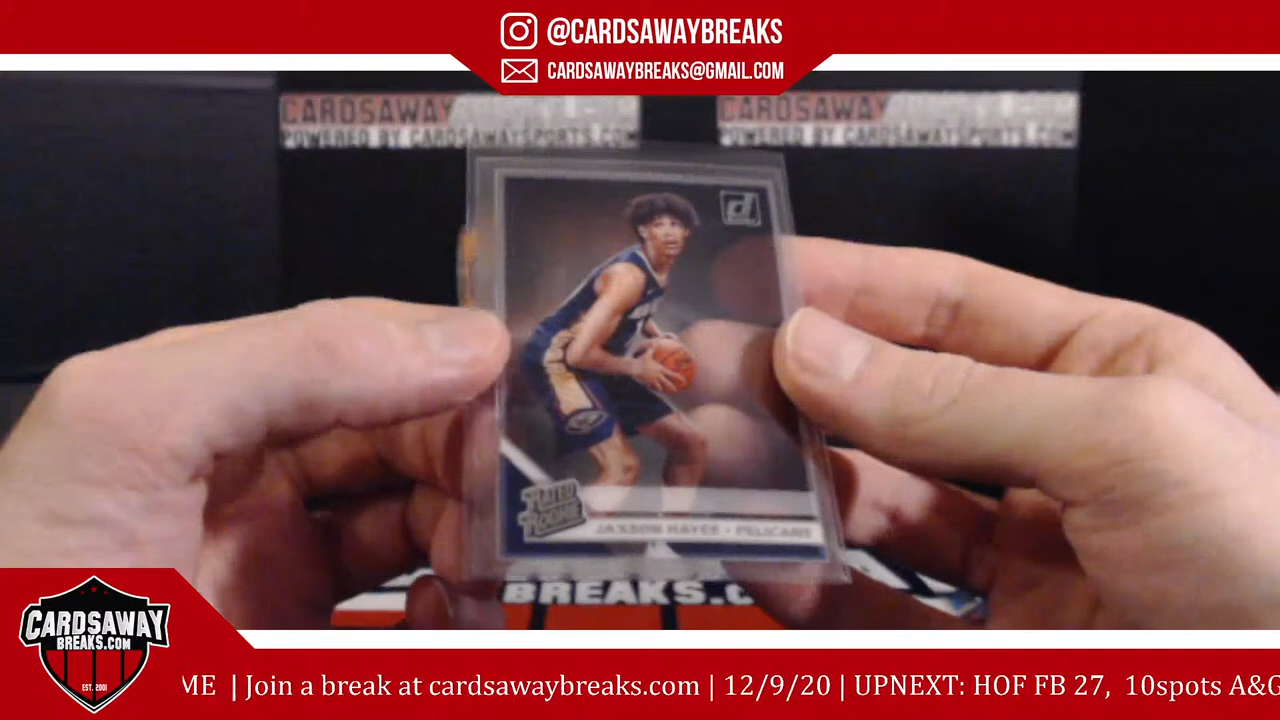 @CARDSAWAYBREAKS
CARDSAWAYBREAKS@GMAIL.COM
CARDSAWAY
POWERED BY CARDSAWAYSPORTS.COM
CARDSAWAY
POWERED BY CARDSAWAYSPORTS.COM
RATED
ROOKIE
JAXSON HAYES • PELICANS
BREAKS.C
CARDSAWAY
BREAKS.COM
EST. 2001
ME | Join a break at cardsawaybreaks.com | 12/9/20 | UPNEXT: HOF FB 27, 10spots A&G